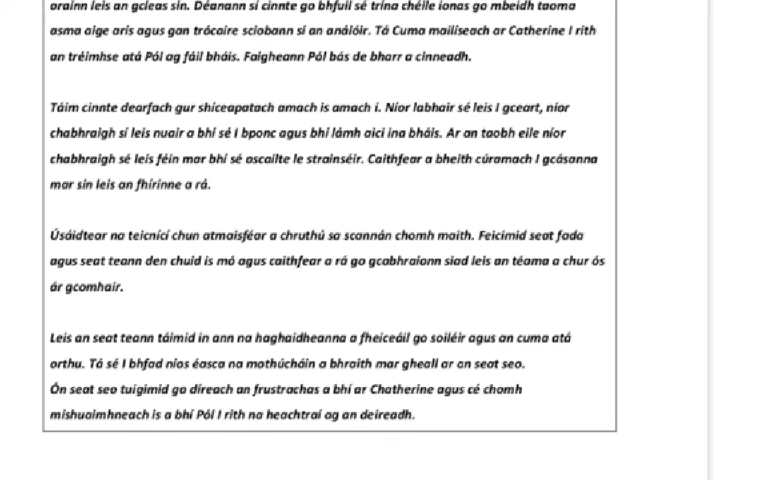 orainn leis an gcleas sin. Déanann sí cinnte go bhfuil sé trína chéile ionas go mbeidh taoma
asma aige arís agus gan trócaire sciobann sí an análóir. Tá Cuma mailíseach ar Catherine I rith
an tréimhse atá Pól ag fáil bháis. Faigheann Pól bás de bharr a cinneadh.
Táim cinnte dearfach gur shíceapatach amach is amach í. Níor labhair sé leis I gceart, níor
chabhraigh sí leis nuair a bhí sé I bponc agus bhí lámh aici ina bháis. Ar an taobh eile níor
chabhraigh sé leis féin mar bhí sé oscailte le strainséir. Caithfear a bheith cúramach I gcásanna
mar sin leis an fhírinne a rá.
Úsáidtear na teicnící chun atmaisféar a chruthú sa scannán chomh maith. Feicimid seat fada
agus seat teann den chuid is mó agus caithfear a rá go gcabhraíonn siad leis an téama a chur ós
ár gcomhair.
Leis an seat teann táimid in ann na haghaidheanna a fheiceáil go soiléir agus an cuma atá
orthu. Tá sé I bhfad níos éasca na mothúcháin a bhraith mar gheall ar an seat seo.
Ón seat seo tuigimid go díreach an frustrachas a bhí ar Chatherine agus cé chomh
míshuaimhneach is a bhí Pól I rith na heachtraí ag an deireadh.